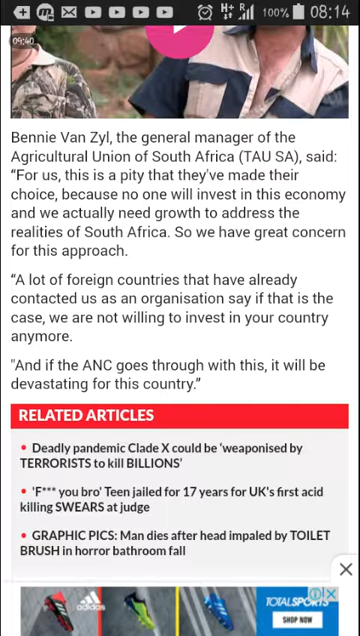 H+
R
100%
08:14
09:40
Bennie Van Zyl, the general manager of the
Agricultural Union of South Africa (TAU SA), said:
“For us, this is a pity that they've made their
choice, because no one will invest in this economy
and we actually need growth to address the
realities of South Africa. So we have great concern
for this approach.
“A lot of foreign countries that have already
contacted us as an organisation say if that is the
case, we are not willing to invest in your country
anymore.
"And if the ANC goes through with this, it will be
devastating for this country.”
RELATED ARTICLES
• Deadly pandemic Clade X could be ‘weaponised by
TERRORISTS to kill BILLIONS’
• 'F*** you bro' Teen jailed for 17 years for UK's first acid
killing SWEARS at judge
• GRAPHIC PICS: Man dies after head impaled by TOILET
BRUSH in horror bathroom fall
adidas
TOTALSPORTS
SHOP NOW